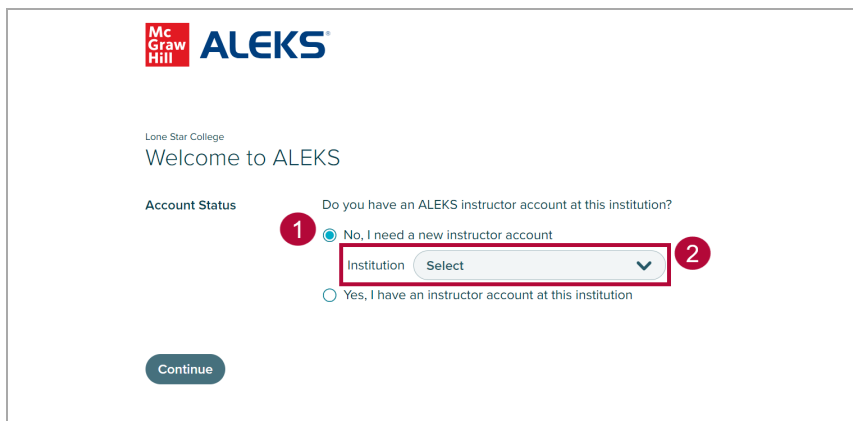 Mc
Graw
Hill
ALEKS®
Lone Star College
Welcome to ALEKS
Account Status
Do you have an ALEKS instructor account at this institution?
1
No, I need a new instructor account
Institution Select
2
Yes, I have an instructor account at this institution
Continue